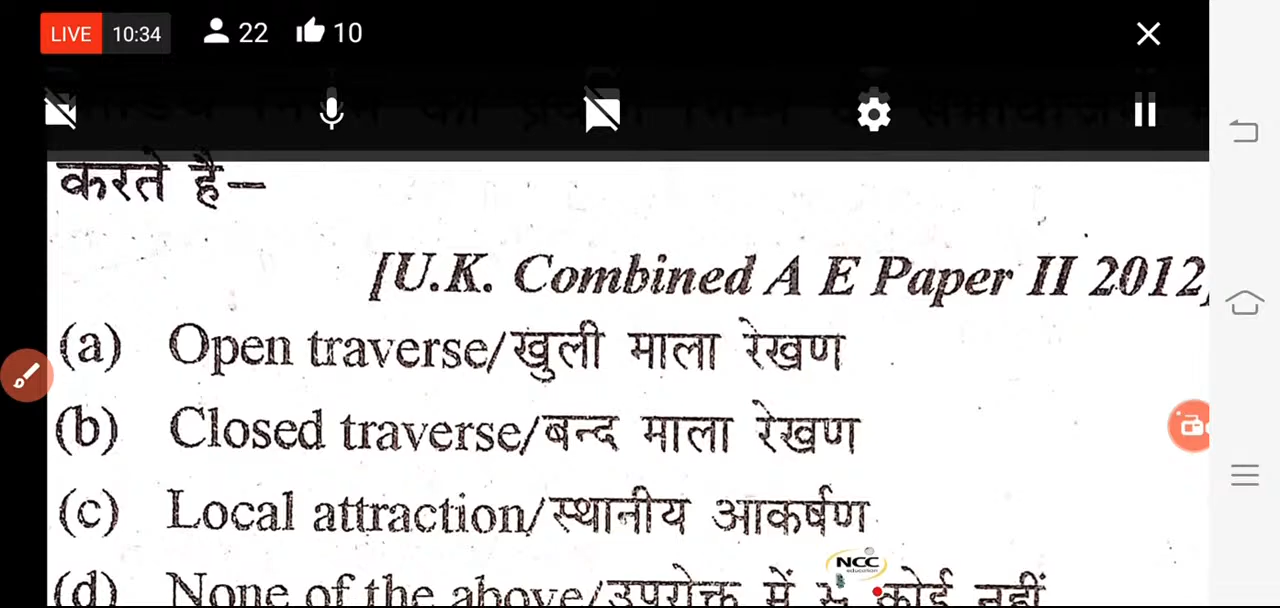 LIVE 10:34 22 10
करते है–
[U.K. Combined A E Paper II 2012]
(a) Open traverse/खुली माला रेखण
(b) Closed traverse/बन्द माला रेखण
(c) Local attraction/स्थानीय आकर्षण
NCC
education
(d) None of the above/उपरोक्त में से कोई नहीं